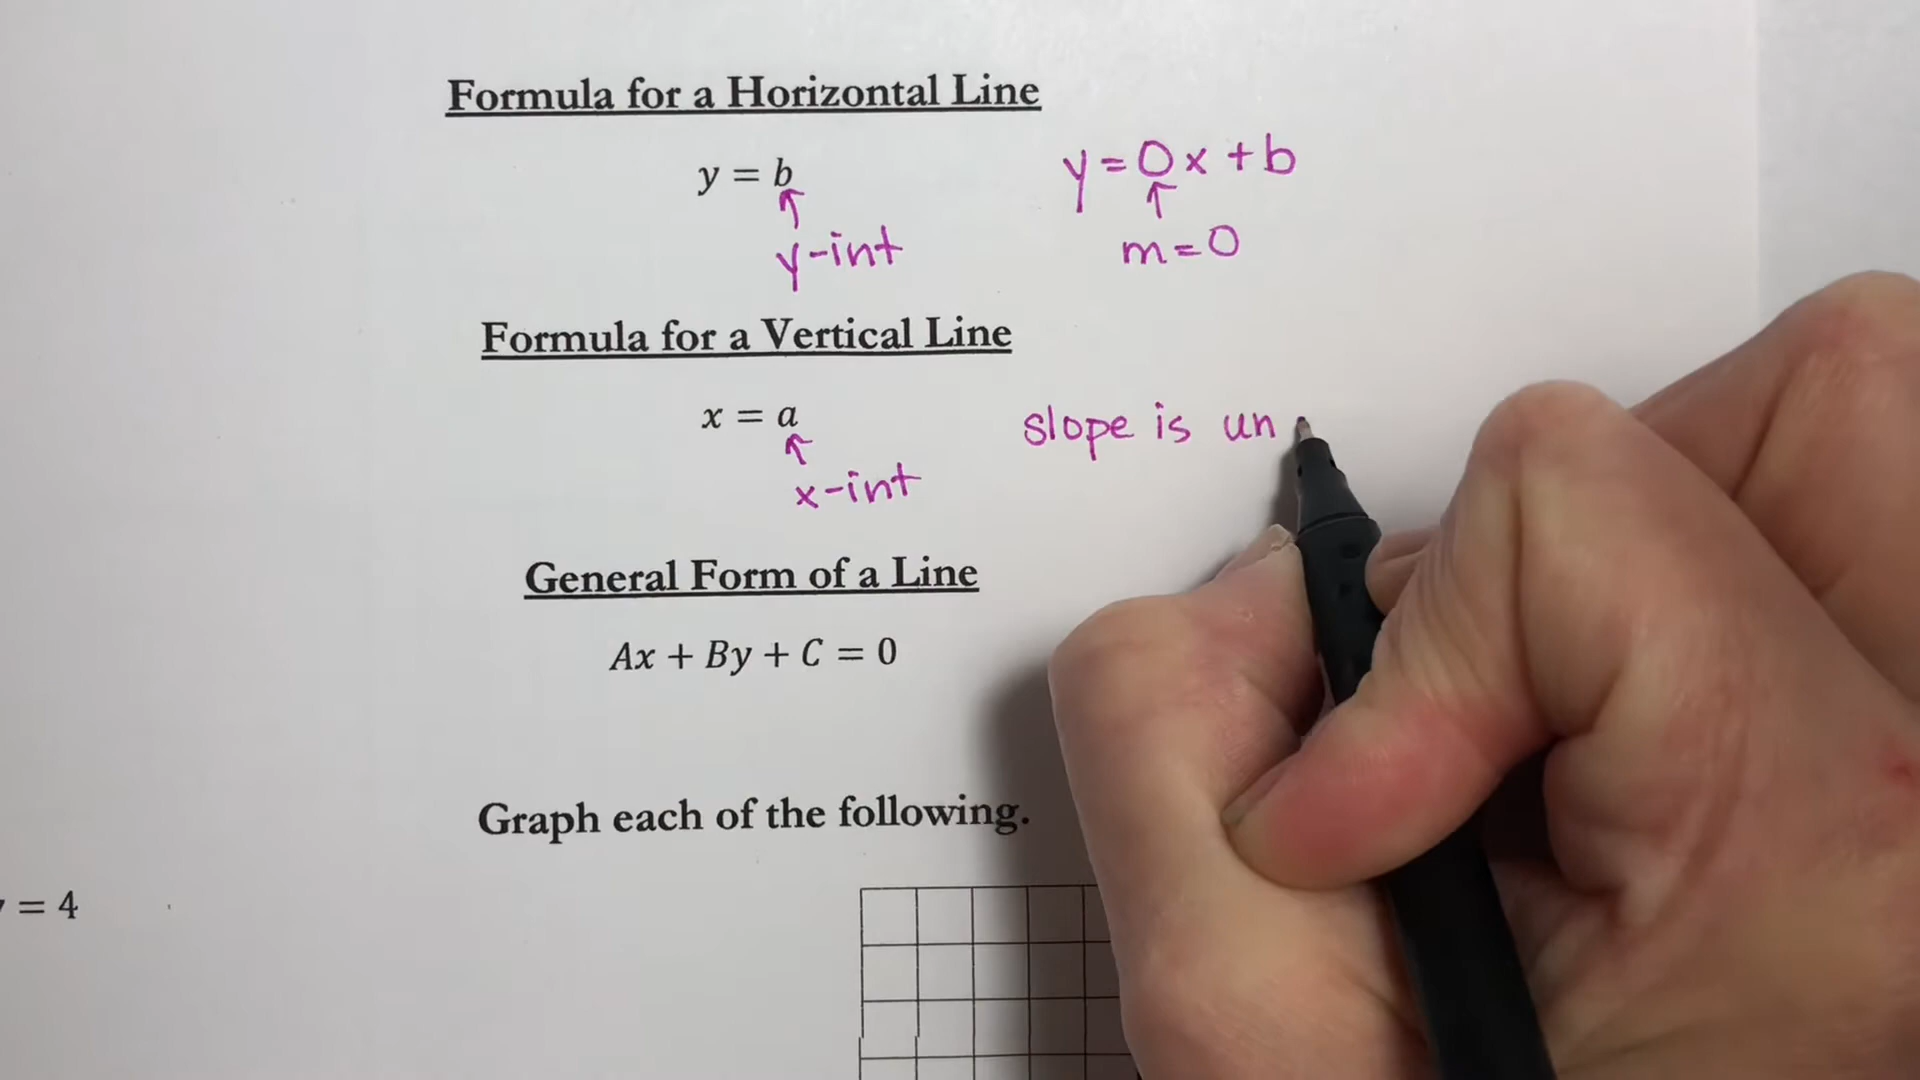 Formula for a Horizontal Line
y = b
y = 0x + b
y-int
m = 0
Formula for a Vertical Line
x = a
slope is un
x-int
General Form of a Line
Ax + By + C = 0
Graph each of the following.
= 4